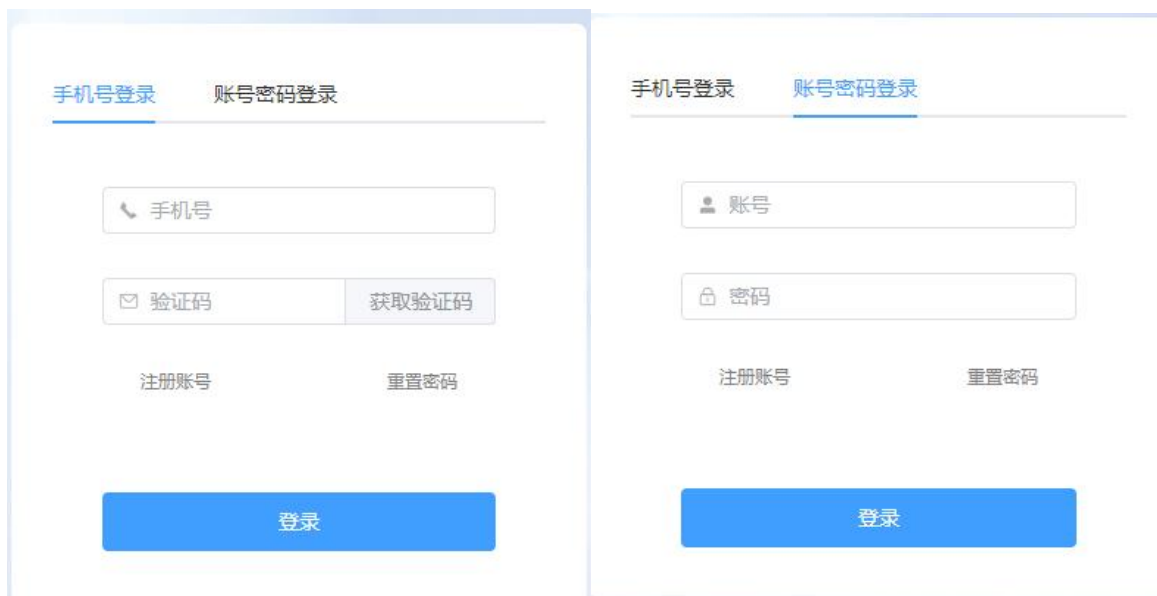 手机号登录 账号密码登录
手机号
验证码 获取验证码
注册账号 重置密码
登录
手机号登录 账号密码登录
账号
密码
注册账号 重置密码
登录